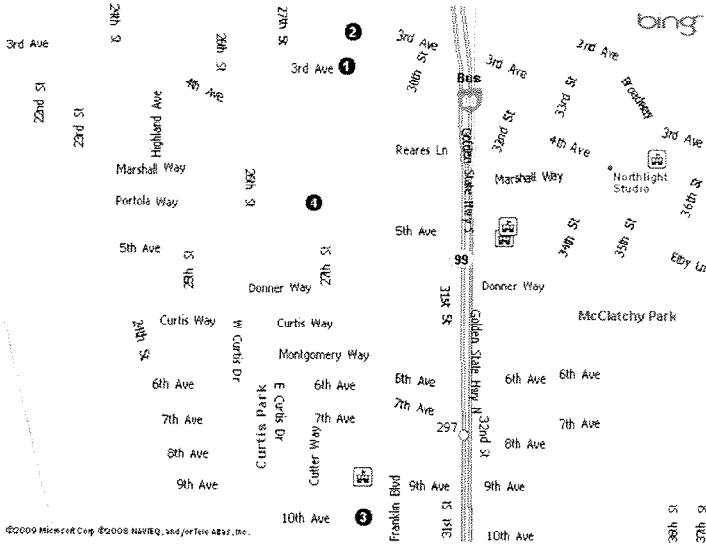 bing
24th St
27th St
2
3rd Ave
26th St
3rd Ave
2nd Ave
3rd Ave
1
3rd Ave
30th St
Bus
Broadway
22nd St
23rd St
4th Ave
33rd St
Highland Ave
32nd St
4th Ave
3rd Ave
Reares Ln
Golden State Hwy S
Marshall Way
26th St
Marshall Way
Northlight
Studio
36th St
Portola Way
4
5th Ave
34th St
35th St
5th Ave
27th St
99
Elby Ln
Donner Way
31st St
Donner Way
24th St
Curtis Way
W Curtis Dr
Curtis Way
Golden State Hwy N
McClatchy Park
Montgomery Way
6th Ave
Curtis Park
E Curtis Dr
6th Ave
6th Ave
6th Ave
6th Ave
7th Ave
7th Ave
Cutter Way
7th Ave
297
32nd St
7th Ave
8th Ave
8th Ave
9th Ave
Franklin Blvd
9th Ave
9th Ave
10th Ave
3
31st St
10th Ave
36th St
37th St
©2009 Microsoft Corp ©2008 NAVTEQ, and/or Tele Atlas, Inc.